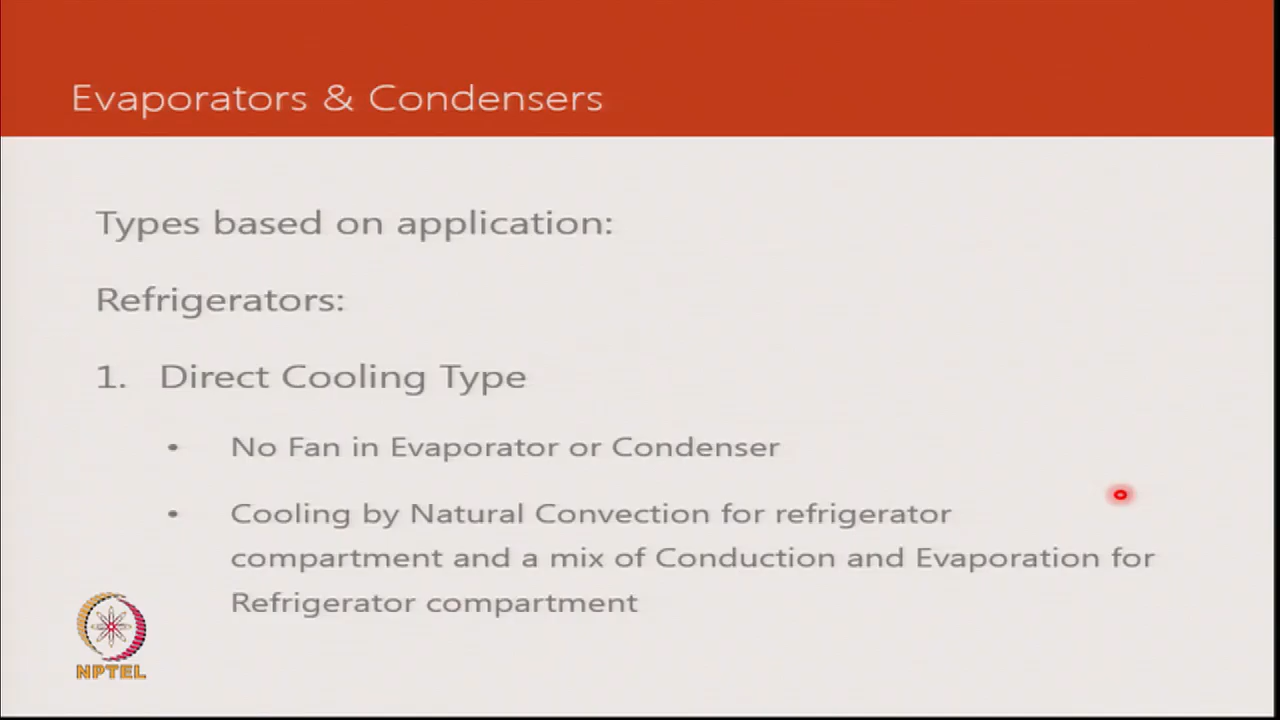 Evaporators & Condensers
Types based on application:
Refrigerators:
1. Direct Cooling Type
• No Fan in Evaporator or Condenser
• Cooling by Natural Convection for refrigerator
compartment and a mix of Conduction and Evaporation for
Refrigerator compartment
NPTEL